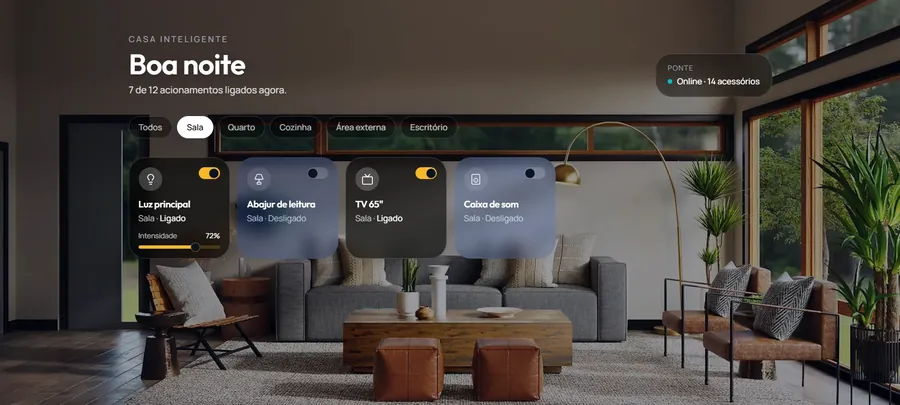 CASA INTELIGENTE
Boa noite
7 de 12 acionamentos ligados agora.
PONTE
Online · 14 acessórios
Todos
Sala
Quarto
Cozinha
Área externa
Escritório
Luz principal
Sala · Ligado
Intensidade 72%
Abajur de leitura
Sala · Desligado
TV 65"
Sala · Ligado
Caixa de som
Sala · Desligado